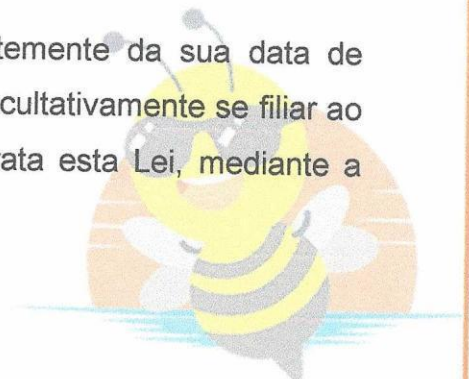 temente da sua data de
cultativamente se filiar ao
ata esta Lei, mediante a